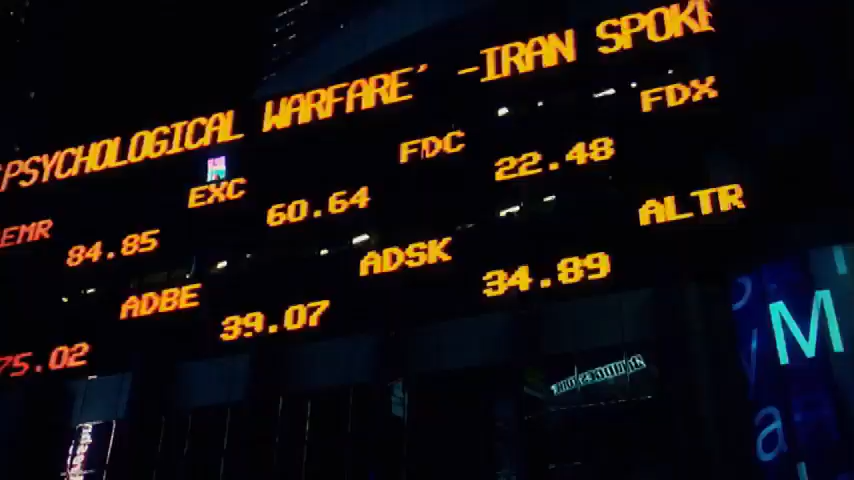 'PSYCHOLOGICAL WARFARE' -IRAN SPOKE
EMR 84.85 EXC 60.64 FDC 22.48 FDX
75.02 ADBE 39.07 ADSK 34.89 ALTR
M
y
a